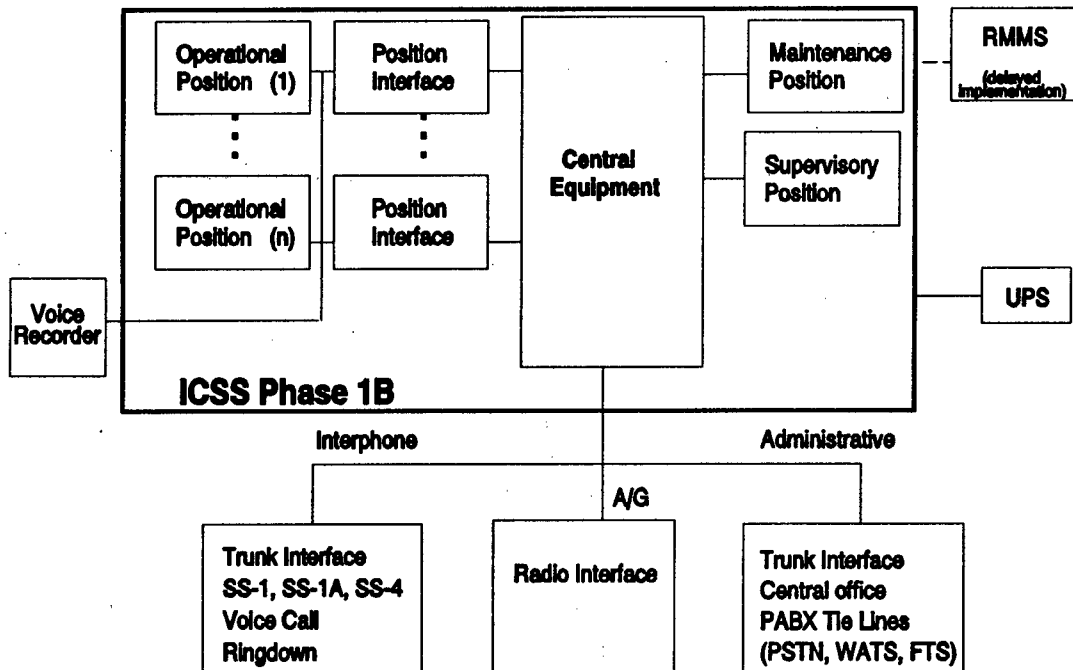 Operational
Position (1)
Position
Interface
Maintenance
Position
RMMS
(delayed
implementation)
Central
Equipment
Supervisory
Position
Operational
Position (n)
Position
Interface
Voice
Recorder
UPS
ICSS Phase 1B
Interphone
Administrative
A/G
Trunk Interface
SS-1, SS-1A, SS-4
Voice Call
Ringdown
Radio Interface
Trunk Interface
Central office
PABX Tie Lines
(PSTN, WATS, FTS)